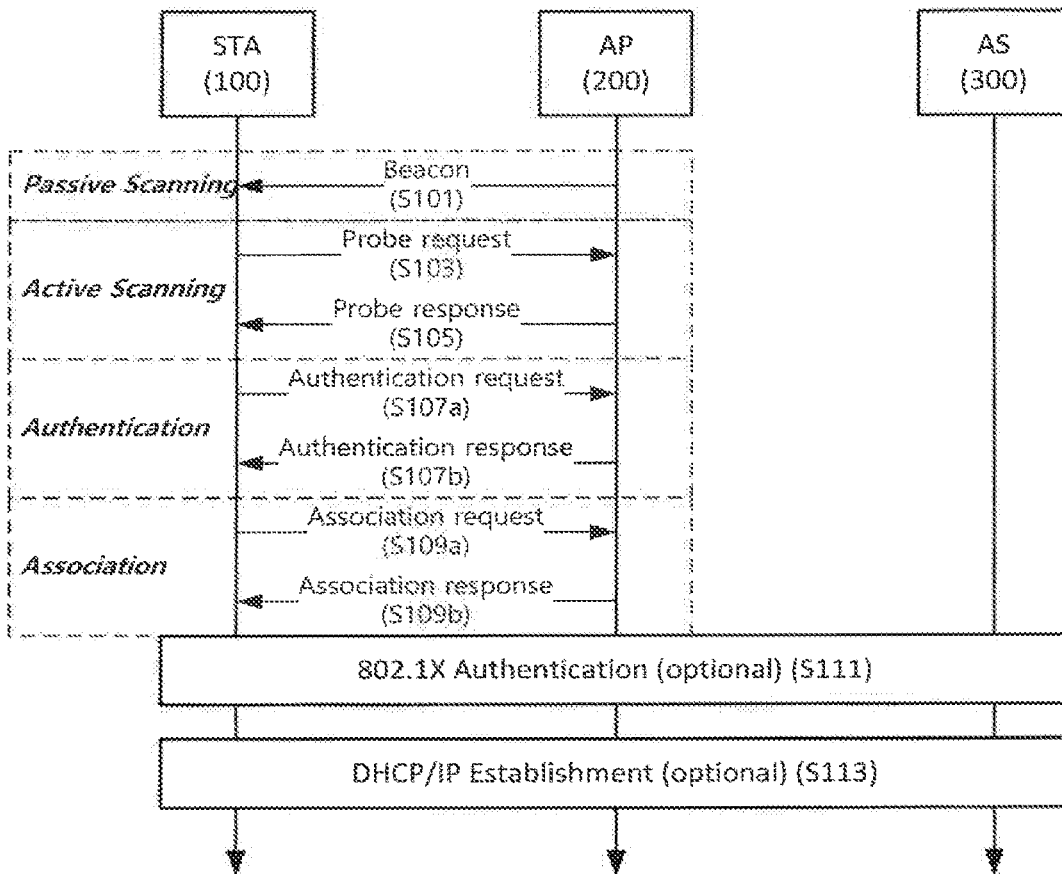 STA
(100)
AP
(200)
AS
(300)
Passive Scanning
Beacon
(S101)
Active Scanning
Probe request
(S103)
Probe response
(S105)
Authentication
Authentication request
(S107a)
Authentication response
(S107b)
Association
Association request
(S109a)
Association response
(S109b)
802.1X Authentication (optional) (S111)
DHCP/IP Establishment (optional) (S113)